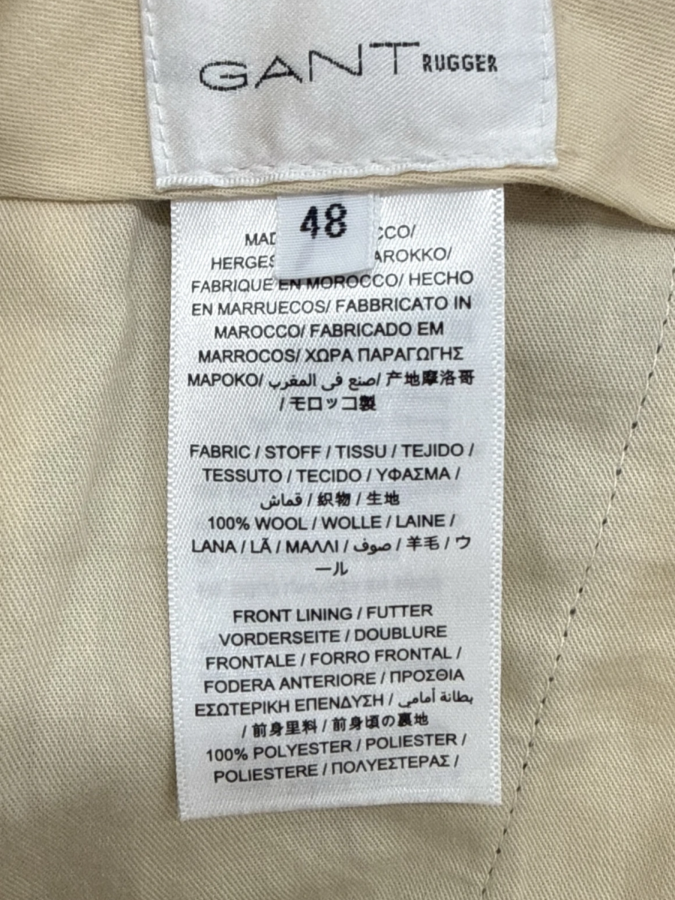 GANT RUGGER
48
HERGES
FABRIQUE EN MOROCCO/ HECHO
EN MARRUECOS/ FABBRICATO IN
MAROCCO/ FABRICADO EM
MARROCOS/ ΧΩΡΑ ΠΑΡΑΓΩΓΗΣ
ΜΑΡΟΚΟ/ صنع في المغرب/ 产地摩洛哥
/ モロッコ製
FABRIC / STOFF / TISSU / TEJIDO /
TESSUTO / TECIDO / ΥΦΑΣΜΑ /
قماش / 织物 / 生地
100% WOOL / WOLLE / LAINE /
LANA / LÃ / ΜΑΛΛΙ / صوف / 羊毛 / ウ
ール
FRONT LINING / FUTTER
VORDERSEITE / DOUBLURE
FRONTALE / FORRO FRONTAL /
FODERA ANTERIORE / ΠΡΟΣΘΙΑ
ΕΣΩΤΕΡΙΚΗ ΕΠΕΝΔΥΣΗ / بطانة أمامي
/ 前身里料 / 前身頃の裏地
100% POLYESTER / POLIESTER /
POLIESTERE / ΠΟΛΥΕΣΤΕΡΑΣ /